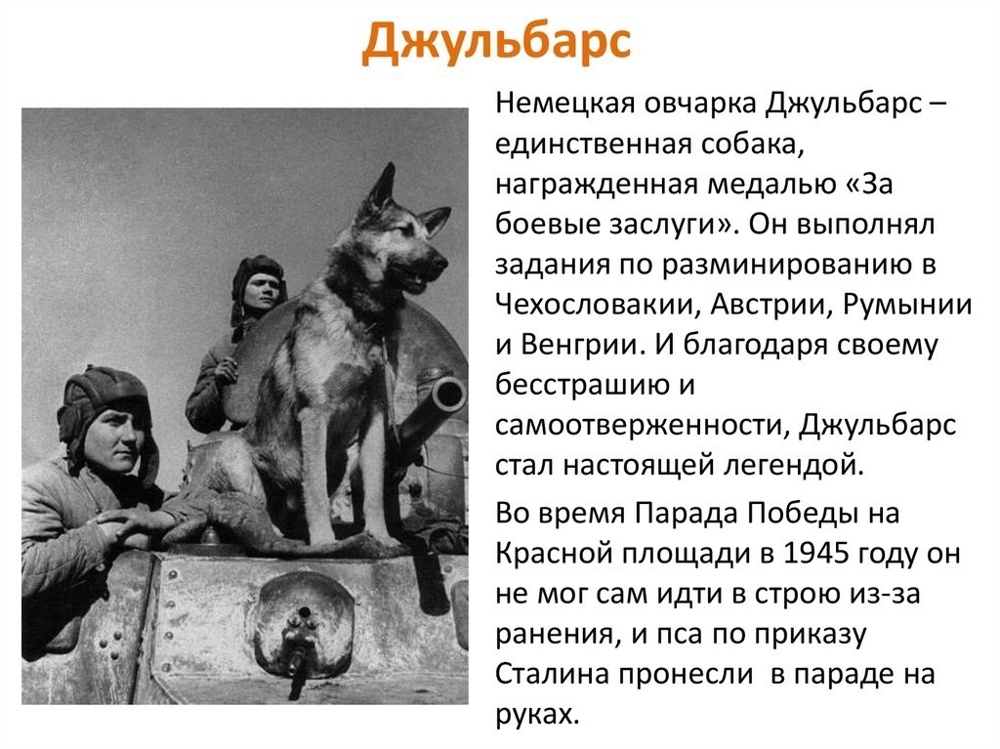 Джульбарс
Немецкая овчарка Джульбарс –
единственная собака,
награжденная медалью «За
боевые заслуги». Он выполнял
задания по разминированию в
Чехословакии, Австрии, Румынии
и Венгрии. И благодаря своему
бесстрашию и
самоотверженности, Джульбарс
стал настоящей легендой.
Во время Парада Победы на
Красной площади в 1945 году он
не мог сам идти в строю из-за
ранения, и пса по приказу
Сталина пронесли  в параде на
руках.